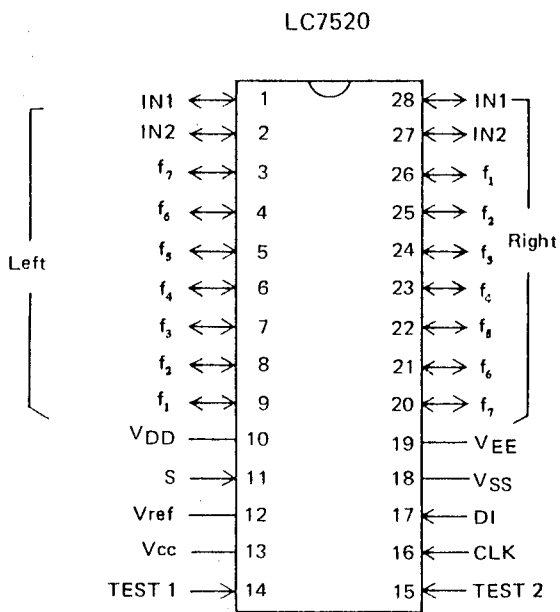 LC7520
IN1 1 28 IN1
IN2 2 27 IN2
f₇ 3 26 f₁
f₆ 4 25 f₂
f₅ 5 24 f₃
Left Right
f₄ 6 23 f₄
f₃ 7 22 f₅
f₂ 8 21 f₆
f₁ 9 20 f₇
VDD 10 19 VEE
S 11 18 VSS
Vref 12 17 DI
Vcc 13 16 CLK
TEST 1 14 15 TEST 2